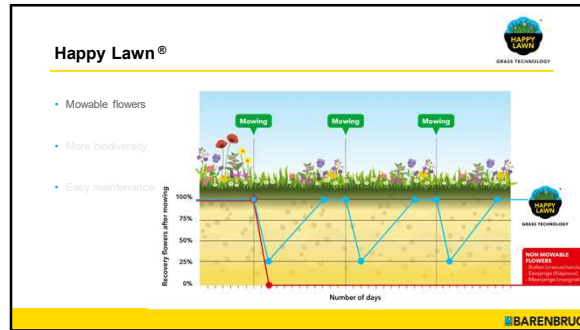 Happy Lawn®
HAPPY
LAWN
GRASS TECHNOLOGY
• Movable flowers
• More biodiversity
• Easy maintenance
Mowing
Mowing
Mowing
Recovery flowers after mowing
100%
75%
50%
25%
0%
Number of days
HAPPY
LAWN
GRASS TECHNOLOGY
NON MOWABLE
FLOWERS
BARENBRUG